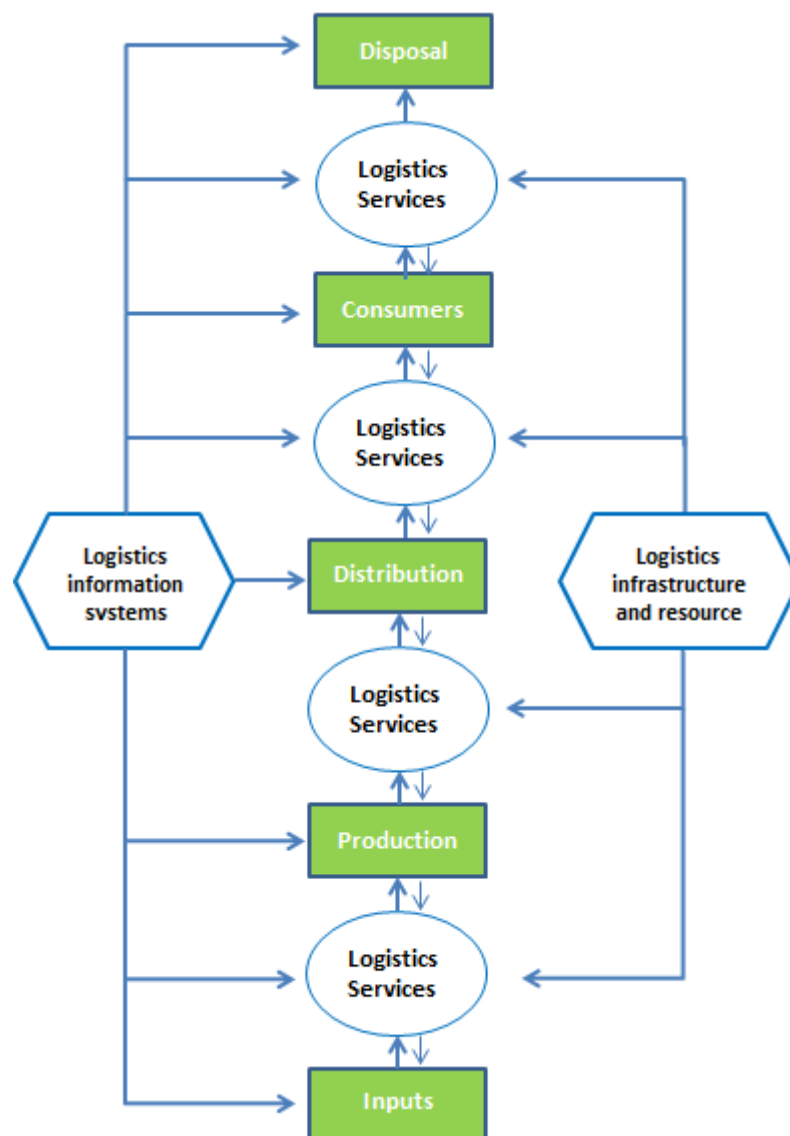 Disposal
Logistics
Services
Consumers
Logistics
Services
Logistics
information
svstems
Distribution
Logistics
infrastructure
and resource
Logistics
Services
Production
Logistics
Services
Inputs